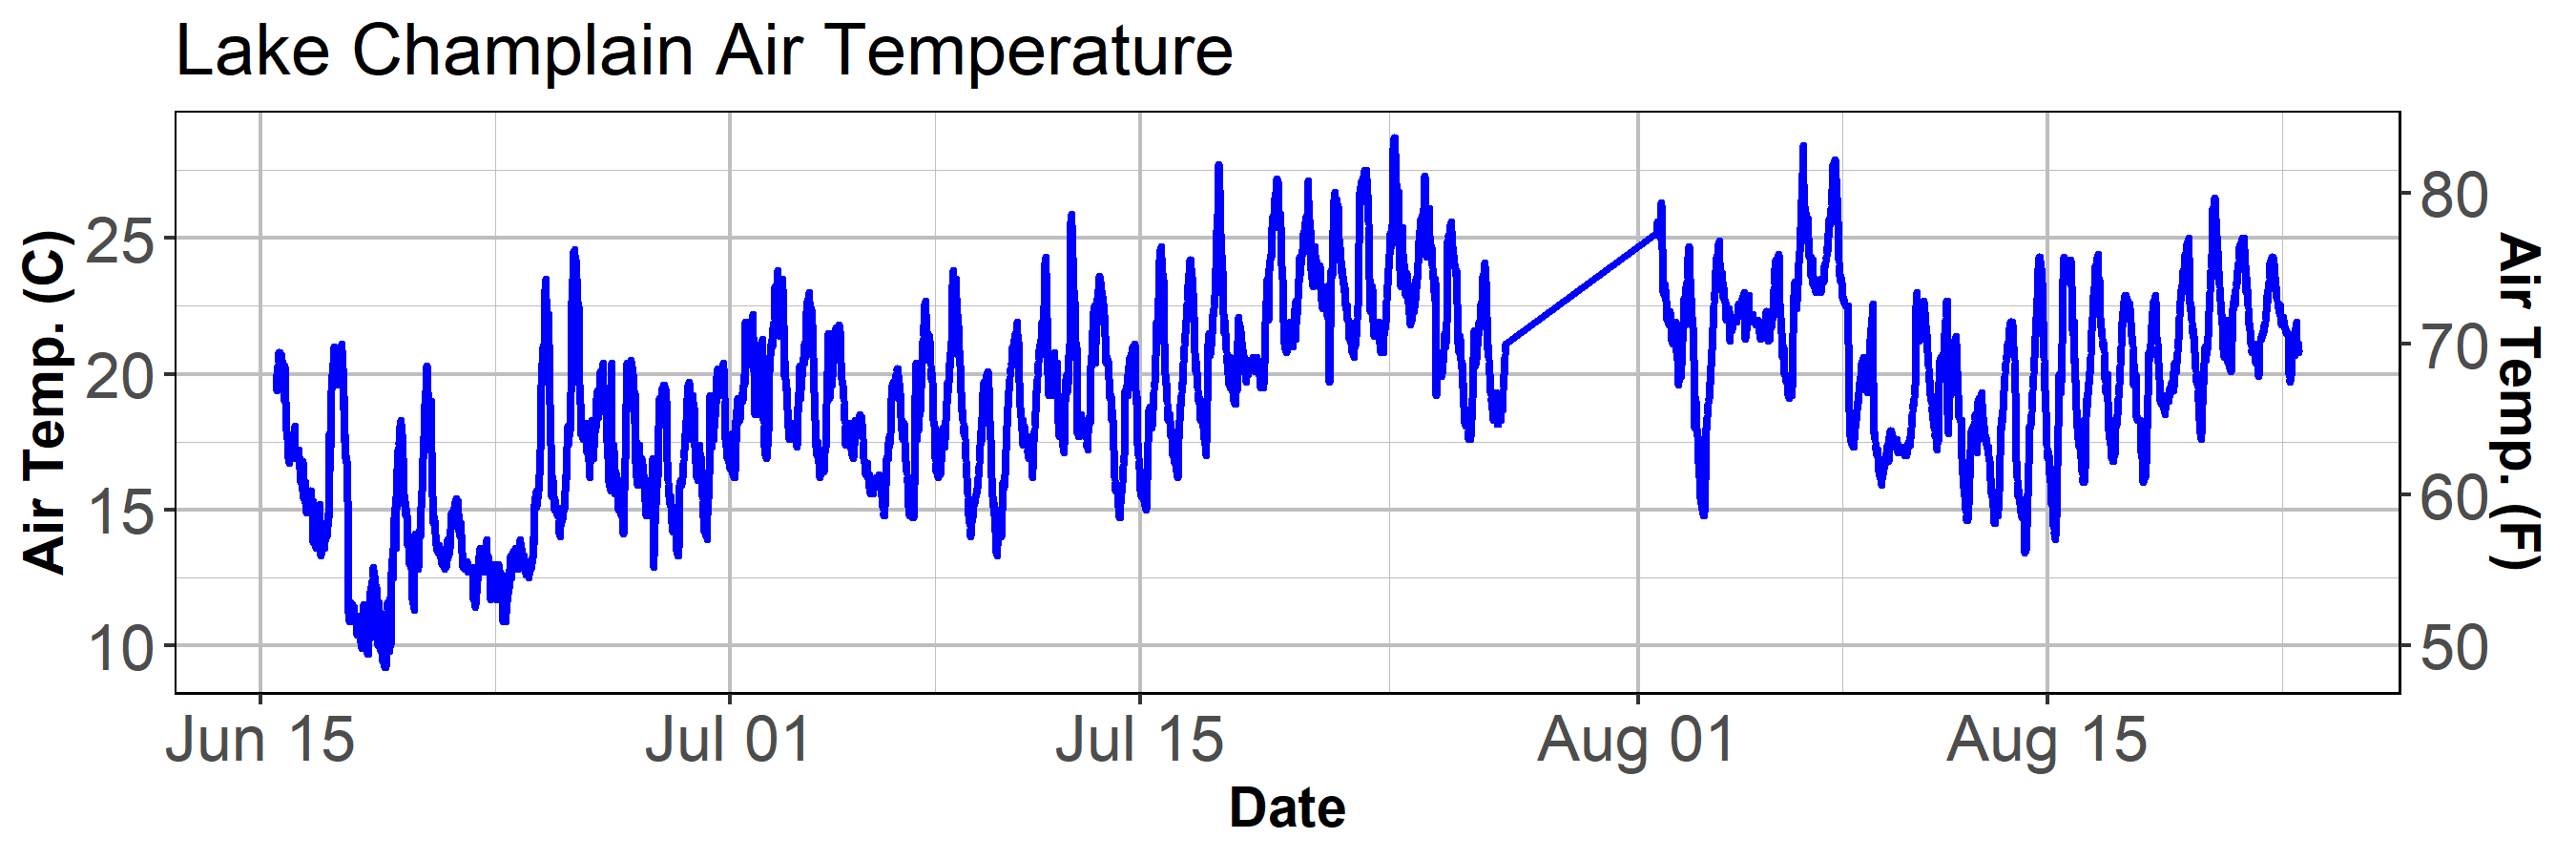 Lake Champlain Air Temperature
Air Temp. (C)
25
20
15
10
80
70
60
50
Air Temp. (F)
Jun 15
Jul 01
Jul 15
Aug 01
Aug 15
Date